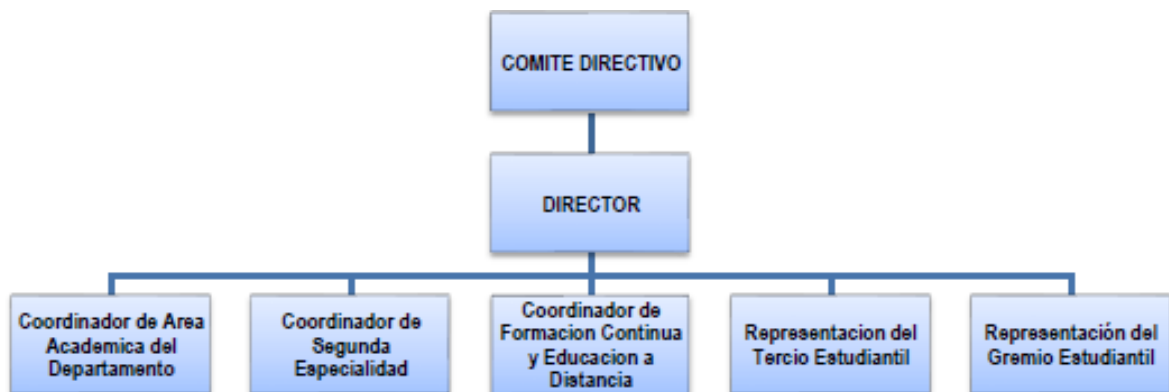 COMITE DIRECTIVO
DIRECTOR
Coordinador de Area
Academica del
Departamento
Coordinador de
Segunda
Especialidad
Coordinador de
Formacion Continua
y Educacion a
Distancia
Representacion del
Tercio Estudiantil
Representación del
Gremio Estudiantil